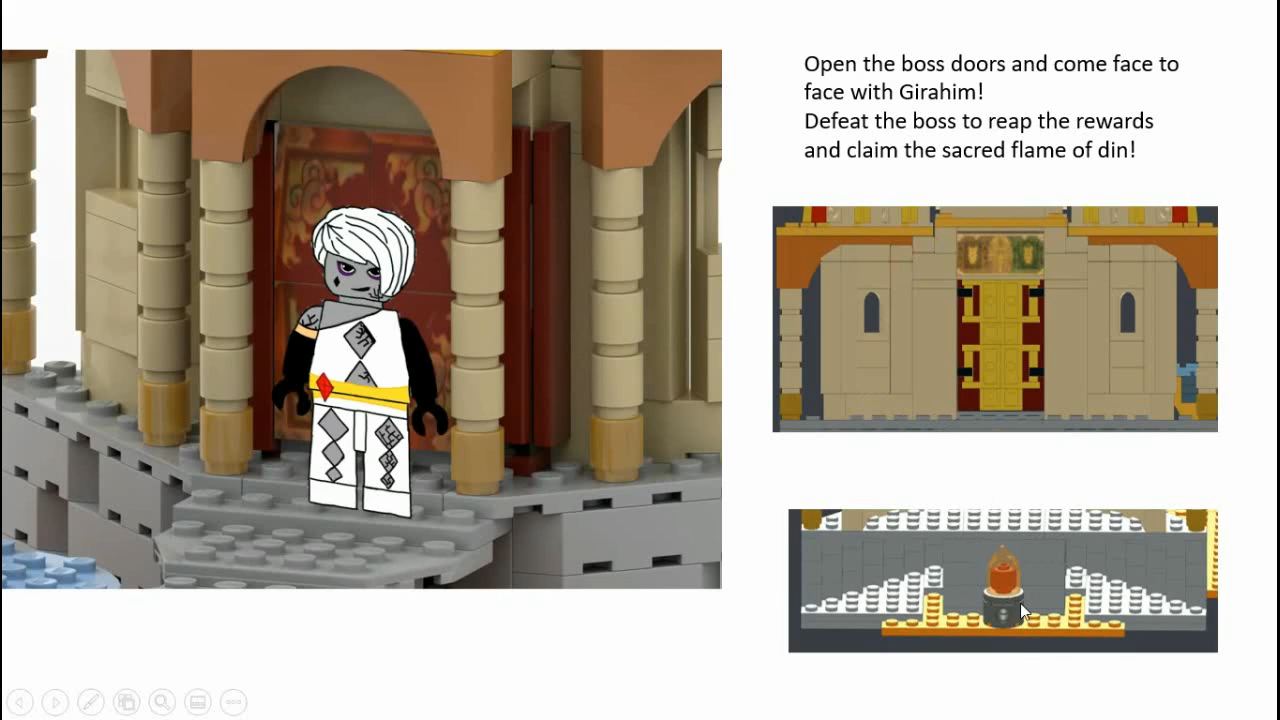 Open the boss doors and come face to
face with Girahim!
Defeat the boss to reap the rewards
and claim the sacred flame of din!